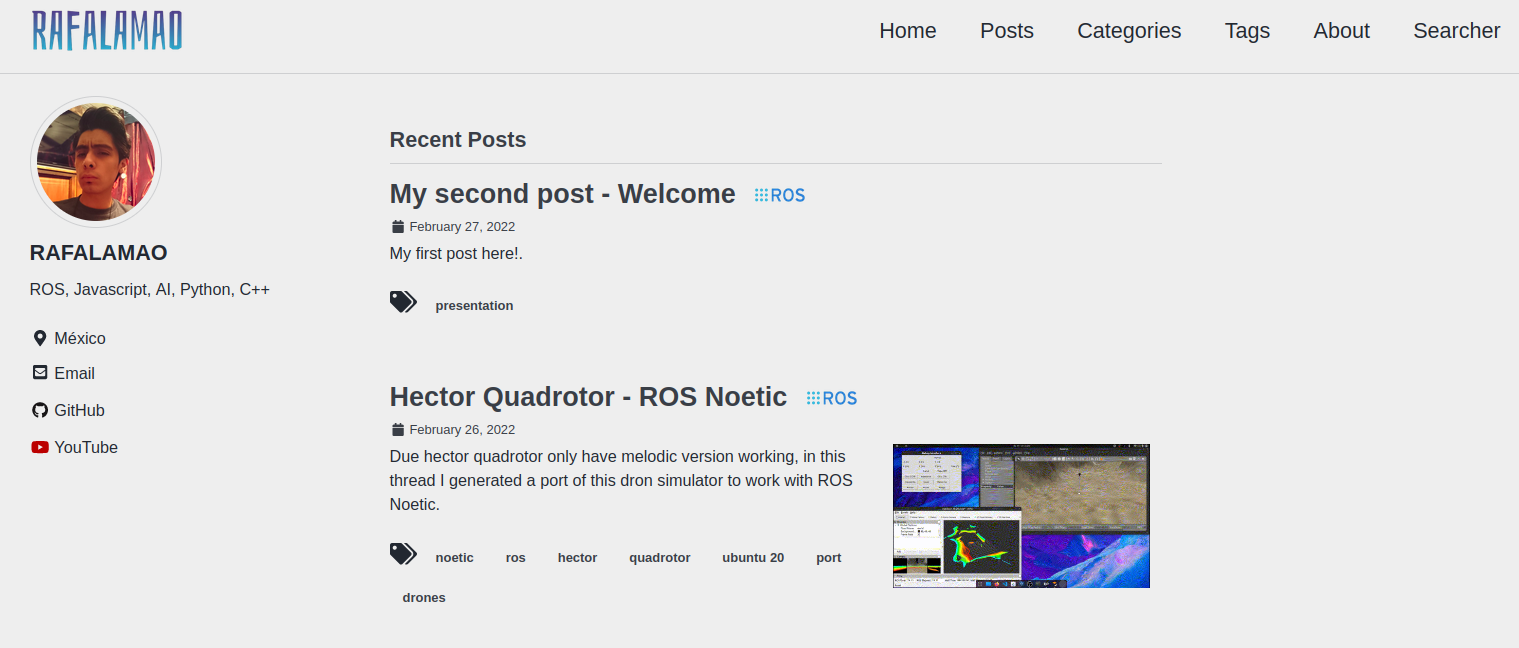 RAFALAMAO
Home Posts Categories Tags About Searcher
RAFALAMAO
ROS, Javascript, AI, Python, C++
México
Email
GitHub
YouTube
Recent Posts
My second post - Welcome ROS
February 27, 2022
My first post here!.
presentation
Hector Quadrotor - ROS Noetic ROS
February 26, 2022
Due hector quadrotor only have melodic version working, in this
thread I generated a port of this dron simulator to work with ROS
Noetic.
noetic ros hector quadrotor ubuntu 20 port
drones